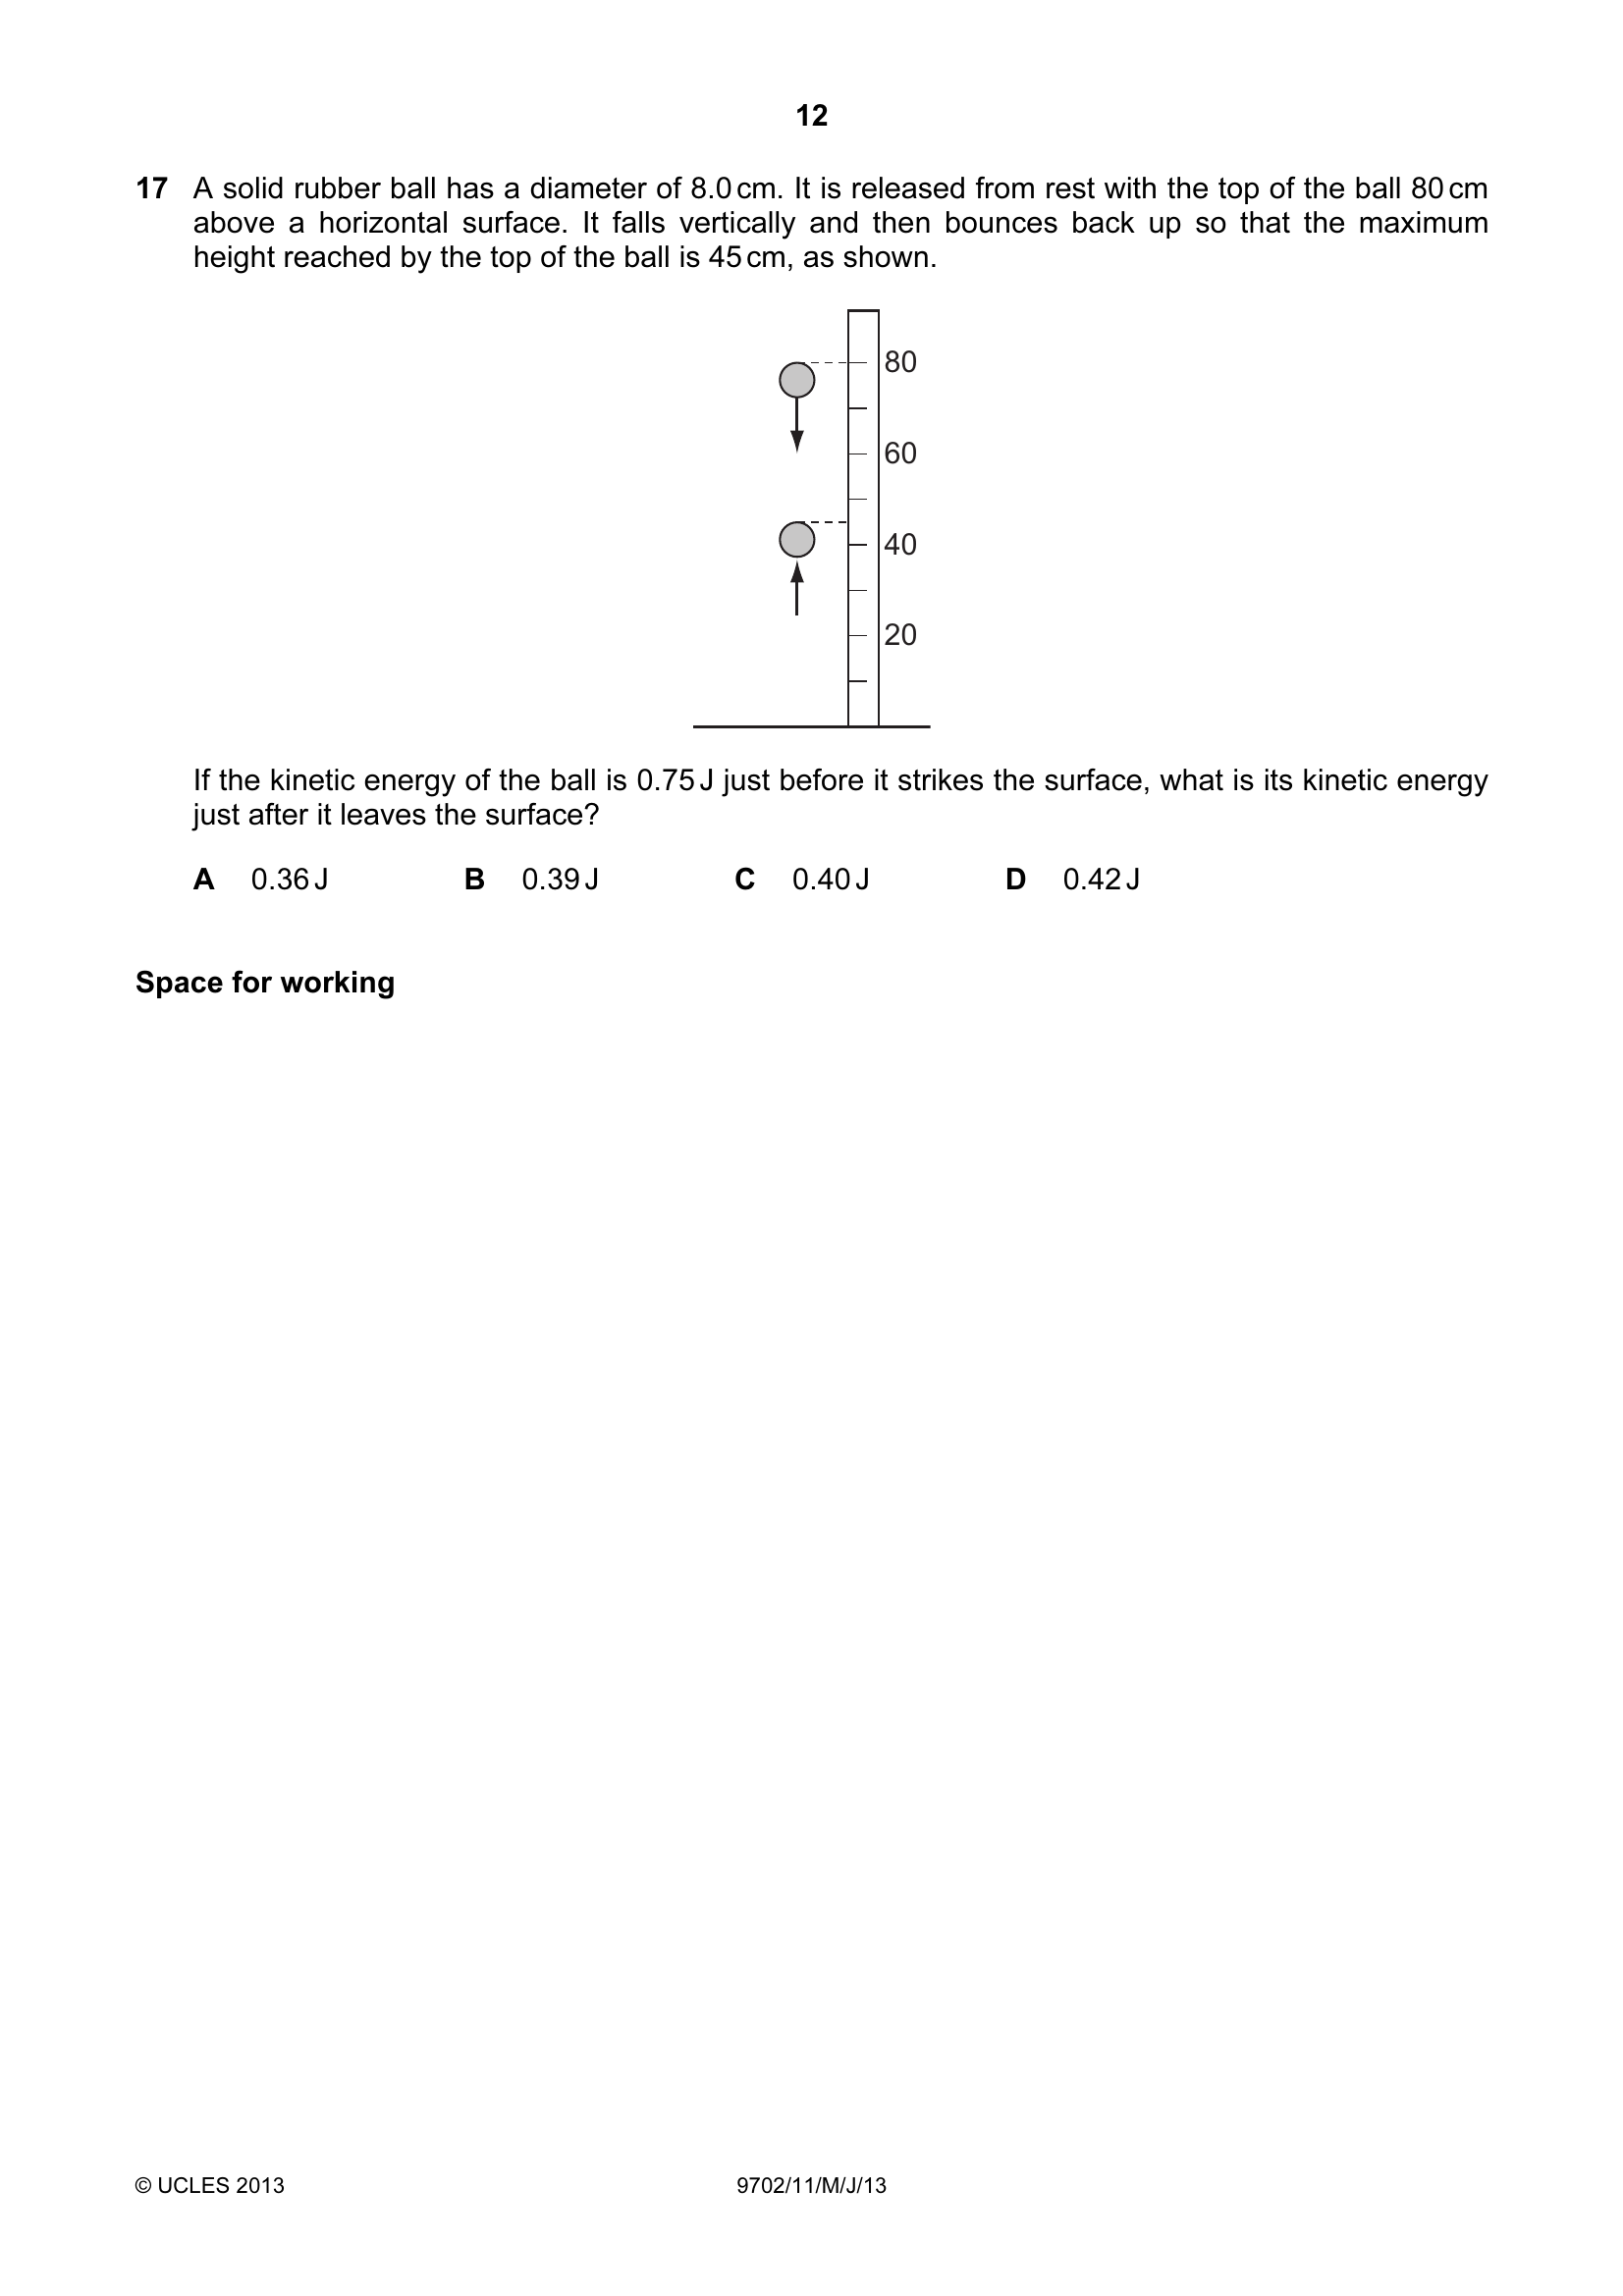 12
17 A solid rubber ball has a diameter of 8.0 cm. It is released from rest with the top of the ball 80 cm
above a horizontal surface. It falls vertically and then bounces back up so that the maximum
height reached by the top of the ball is 45 cm, as shown.
80
60
40
20
If the kinetic energy of the ball is 0.75 J just before it strikes the surface, what is its kinetic energy
just after it leaves the surface?
A 0.36 J B 0.39 J C 0.40 J D 0.42 J
Space for working
© UCLES 2013 9702/11/M/J/13